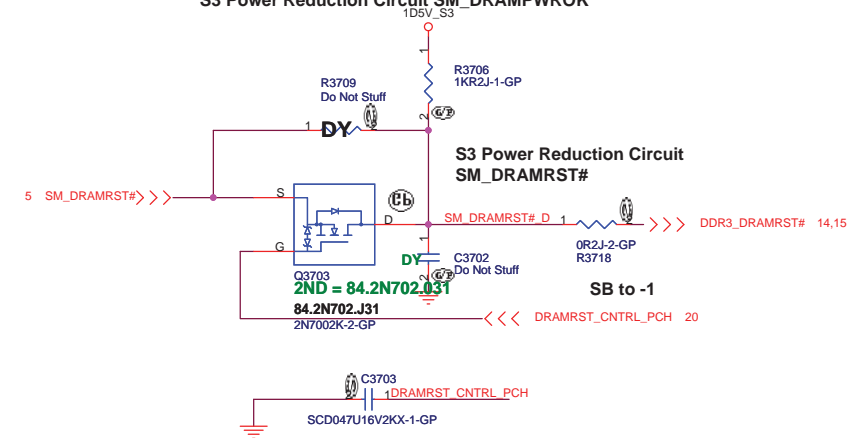 S3 Power Reduction Circuit SM_DRAMPWROK
1D5V_S3
1
R3706
1KR2J-1-GP
2
R3709
Do Not Stuff
1
DY
2
S3 Power Reduction Circuit
SM_DRAMRST#
5 SM_DRAMRST#
S
D
G
SM_DRAMRST#_D
1
DDR3_DRAMRST# 14,15
0R2J-2-GP
R3718
1
DY
C3702
Do Not Stuff
2
Q3703
2ND = 84.2N702.031
84.2N702.J31
2N7002K-2-GP
SB to -1
DRAMRST_CNTRL_PCH 20
C3703
1
DRAMRST_CNTRL_PCH
SCD047U16V2KX-1-GP